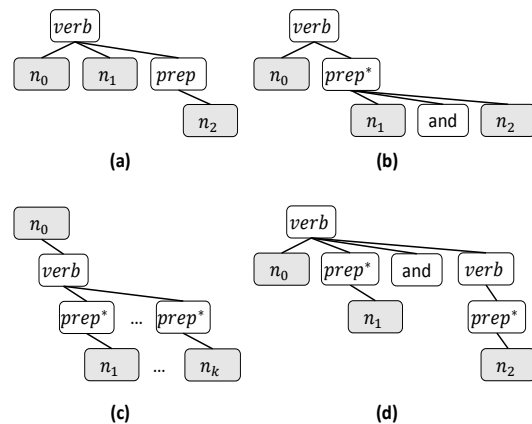 verb verb
n₀ n₁ prep n₀ prep*
n₂ n₁ and n₂
(a) (b)
n₀ verb
verb n₀ prep* and verb
prep* ... prep* n₁ prep*
n₁ ... nₖ n₂
(c) (d)